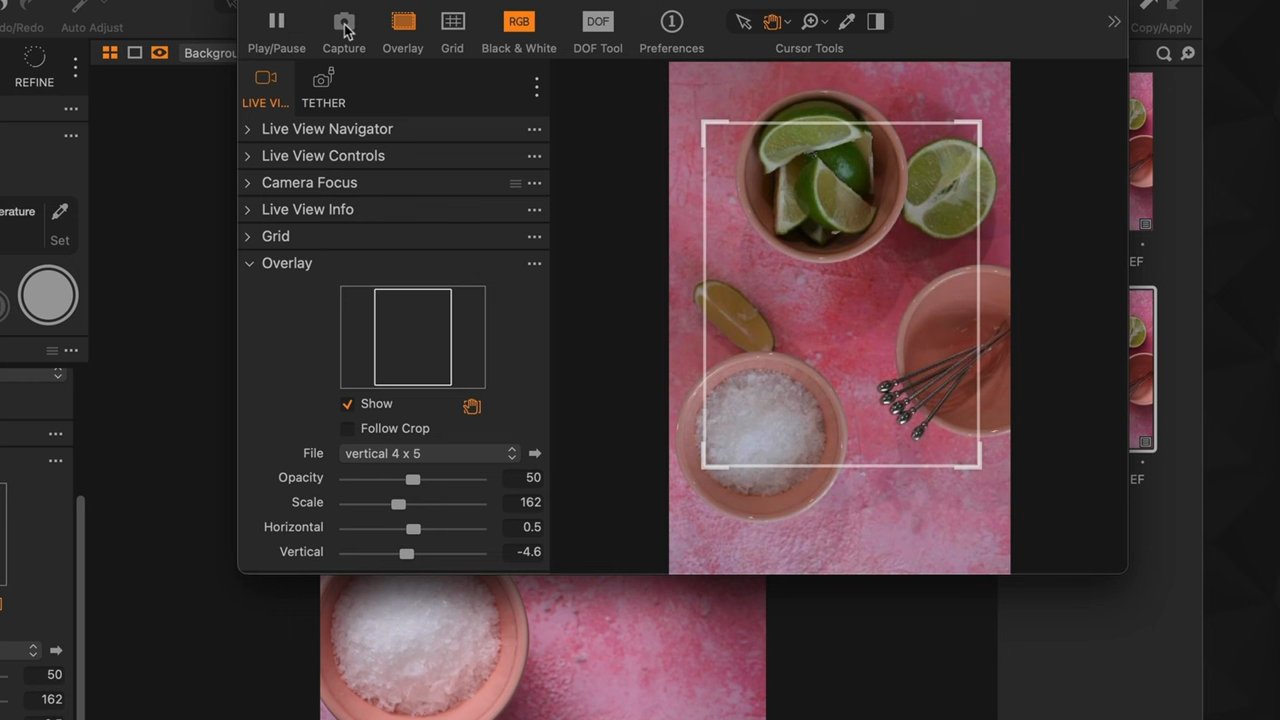 do/Redo
Auto Adjust
Play/Pause
Capture
Overlay
Grid
RGB
Black & White
DOF
DOF Tool
1
Preferences
Cursor Tools
Copy/Apply
REFINE
Backgrou
LIVE VI...
TETHER
Live View Navigator
Live View Controls
Camera Focus
Live View Info
Grid
Overlay
Show
Follow Crop
File vertical 4 x 5
Opacity 50
Scale 162
Horizontal 0.5
Vertical -4.6
erature
Set
EF
EF
50
162